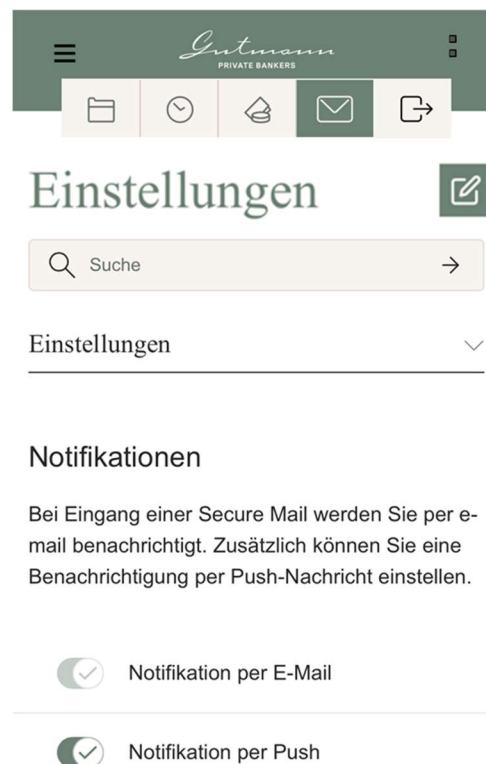 Gutmann
PRIVATE BANKERS
Einstellungen
Suche
Einstellungen
Notifikationen
Bei Eingang einer Secure Mail werden Sie per e-
mail benachrichtigt. Zusätzlich können Sie eine
Benachrichtigung per Push-Nachricht einstellen.
Notifikation per E-Mail
Notifikation per Push